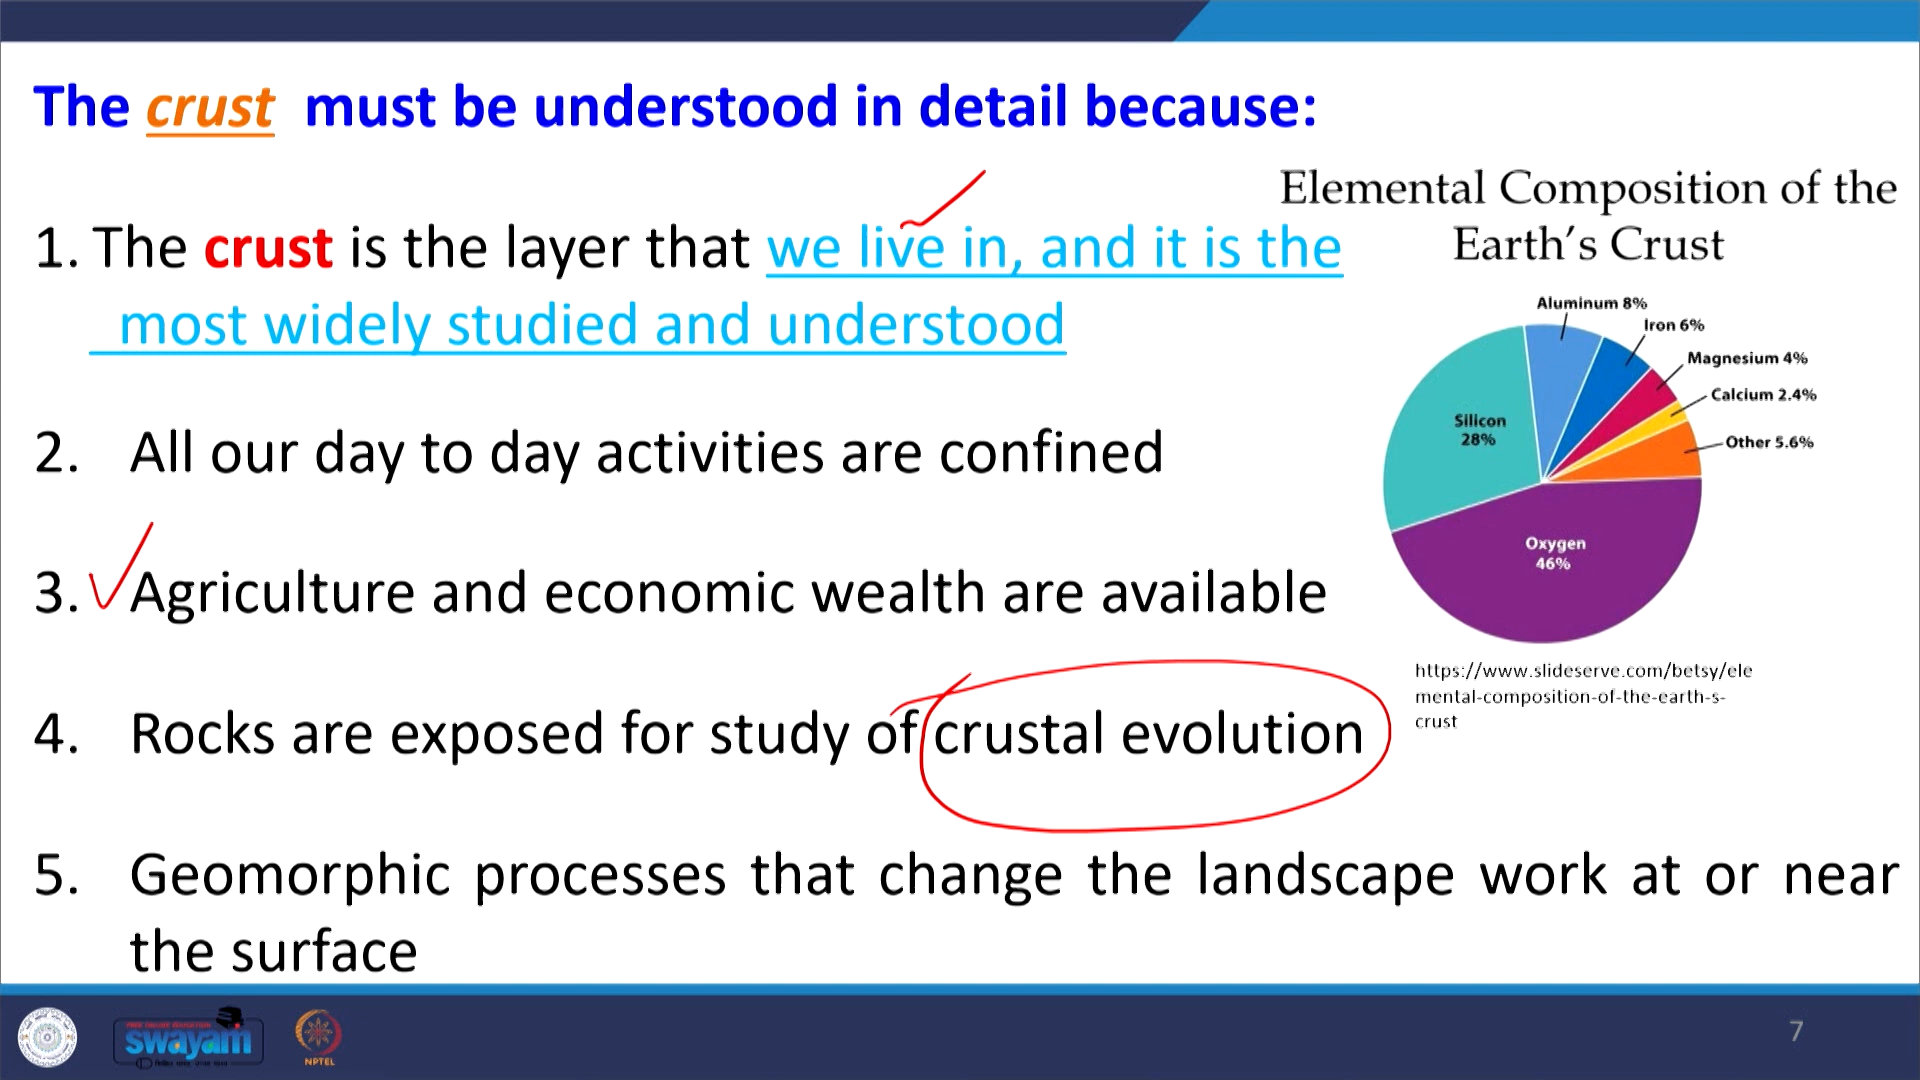 The crust must be understood in detail because:
1. The crust is the layer that we live in, and it is the
most widely studied and understood
2. All our day to day activities are confined
3. Agriculture and economic wealth are available
4. Rocks are exposed for study of crustal evolution
5. Geomorphic processes that change the landscape work at or near
the surface
Elemental Composition of the
Earth's Crust
Aluminum 8%
Iron 6%
Magnesium 4%
Calcium 2.4%
Other 5.6%
Silicon
28%
Oxygen
46%
https://www.slideserve.com/betsy/ele
mental-composition-of-the-earth-s-
crust
FREE ONLINE EDUCATION
swayam
NPTEL
7